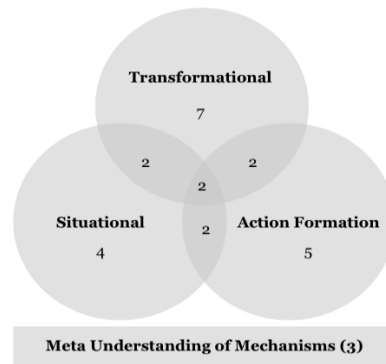 Transformational
7
2
2
2
Situational
2
Action Formation
4
5
Meta Understanding of Mechanisms (3)